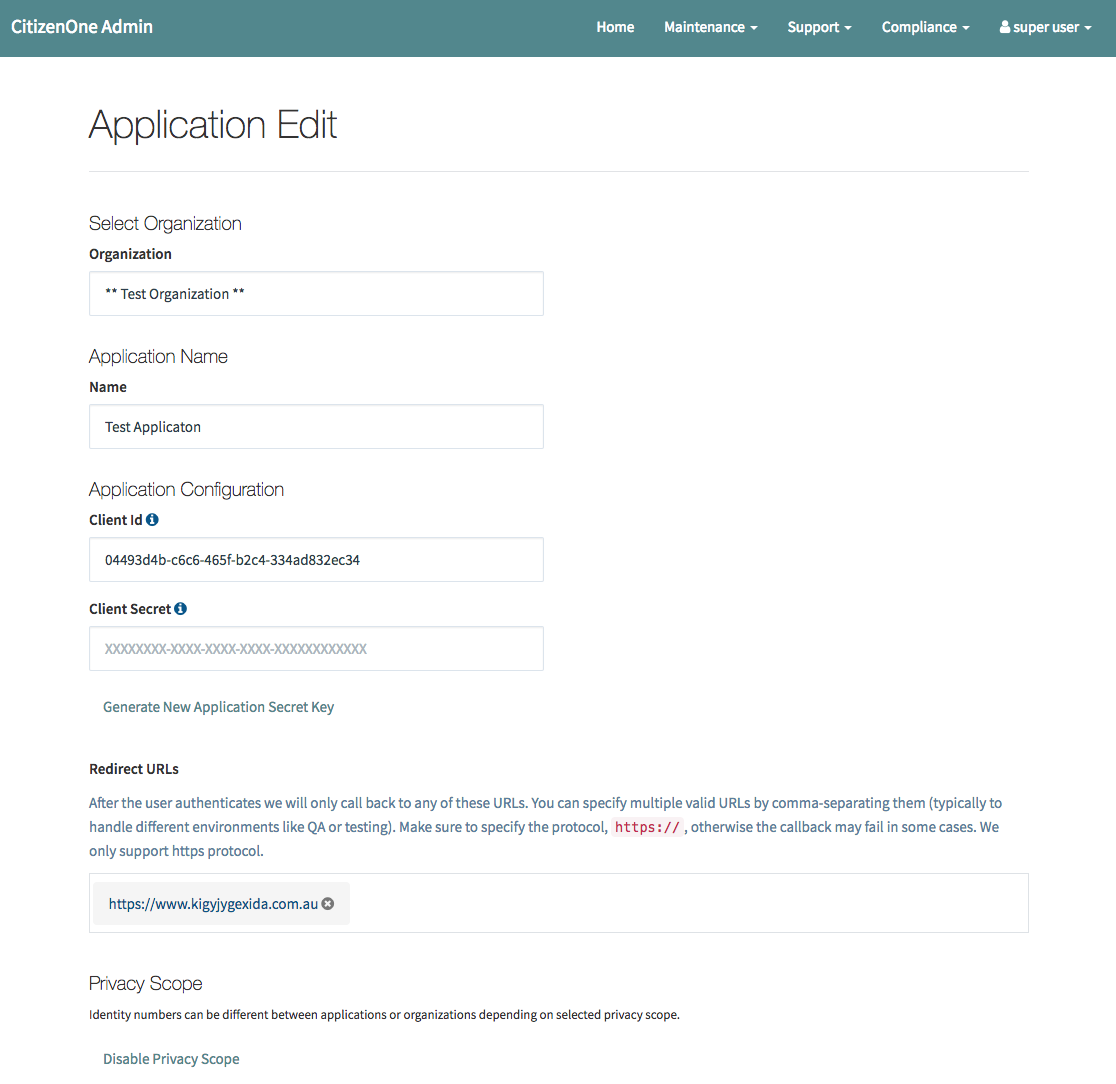 CitizenOne Admin
Home Maintenance Support Compliance super user
Application Edit
Select Organization
Organization
** Test Organization **
Application Name
Name
Test Applicaton
Application Configuration
Client Id
04493d4b-c6c6-465f-b2c4-334ad832ec34
Client Secret
XXXXXXXX-XXXX-XXXX-XXXX-XXXXXXXXXXXX
Generate New Application Secret Key
Redirect URLs
After the user authenticates we will only call back to any of these URLs. You can specify multiple valid URLs by comma-separating them (typically to
handle different environments like QA or testing). Make sure to specify the protocol, https:// , otherwise the callback may fail in some cases. We
only support https protocol.
https://www.kigyjygexida.com.au
Privacy Scope
Identity numbers can be different between applications or organizations depending on selected privacy scope.
Disable Privacy Scope